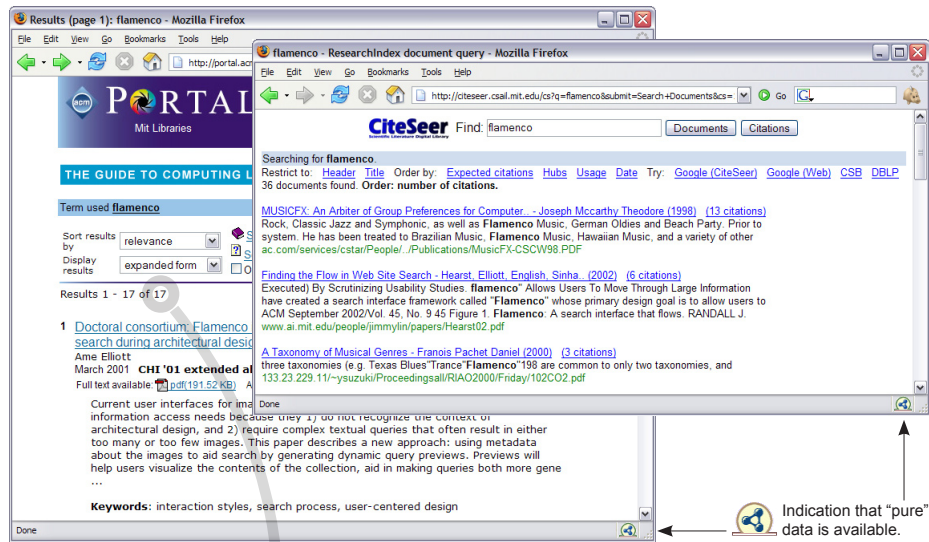 Results (page 1): flamenco - Mozilla Firefox
File Edit View Go Bookmarks Tools Help
http://portal.acm
acm PORTAL
Mit Libraries
THE GUIDE TO COMPUTING L
Term used flamenco
Sort results by
relevance
S
Display results
expanded form
S
O
Results 1 - 17 of 17
1 Doctoral consortium: Flamenco
search during architectural desig
Ame Elliott
March 2001 CHI '01 extended al
Full text available: pdf(191.52 KB) A
Current user interfaces for ima
information access needs because they 1) do not recognize the context of
architectural design, and 2) require complex textual queries that often result in either
too many or too few images. This paper describes a new approach: using metadata
about the images to aid search by generating dynamic query previews. Previews will
help users visualize the contents of the collection, aid in making queries both more gene
...
Keywords: interaction styles, search process, user-centered design
Done
flamenco - ResearchIndex document query - Mozilla Firefox
File Edit View Go Bookmarks Tools Help
http://citeseer.csail.mit.edu/cs?q=flamenco&submit=Search+Documents&cs=
Go
G
CiteSeer Find: flamenco Documents Citations
Scientific Literature Digital Library
Searching for flamenco.
Restrict to: Header Title Order by: Expected citations Hubs Usage Date Try: Google (CiteSeer) Google (Web) CSB DBLP
36 documents found. Order: number of citations.
MUSICFX: An Arbiter of Group Preferences for Computer.. - Joseph Mccarthy Theodore (1998) (13 citations)
Rock, Classic Jazz and Symphonic, as well as Flamenco Music, German Oldies and Beach Party. Prior to
system. He has been treated to Brazilian Music, Flamenco Music, Hawaiian Music, and a variety of other
ac.com/services/cstar/People/../Publications/MusicFX-CSCW98.PDF
Finding the Flow in Web Site Search - Hearst, Elliott, English, Sinha.. (2002) (6 citations)
Executed) By Scrutinizing Usability Studies. flamenco" Allows Users To Move Through Large Information
have created a search interface framework called "Flamenco" whose primary design goal is to allow users to
ACM September 2002/Vol. 45, No. 9 45 Figure 1. Flamenco: A search interface that flows. RANDALL J.
www.ai.mit.edu/people/jimmylin/papers/Hearst02.pdf
A Taxonomy of Musical Genres - Franois Pachet Daniel (2000) (3 citations)
three taxonomies (e.g. Texas Blues"Trance"Flamenco"198 are common to only two taxonomies, and
133.23.229.11/~ysuzuki/Proceedingsall/RIAO2000/Friday/102CO2.pdf
Done
Indication that “pure”
data is available.